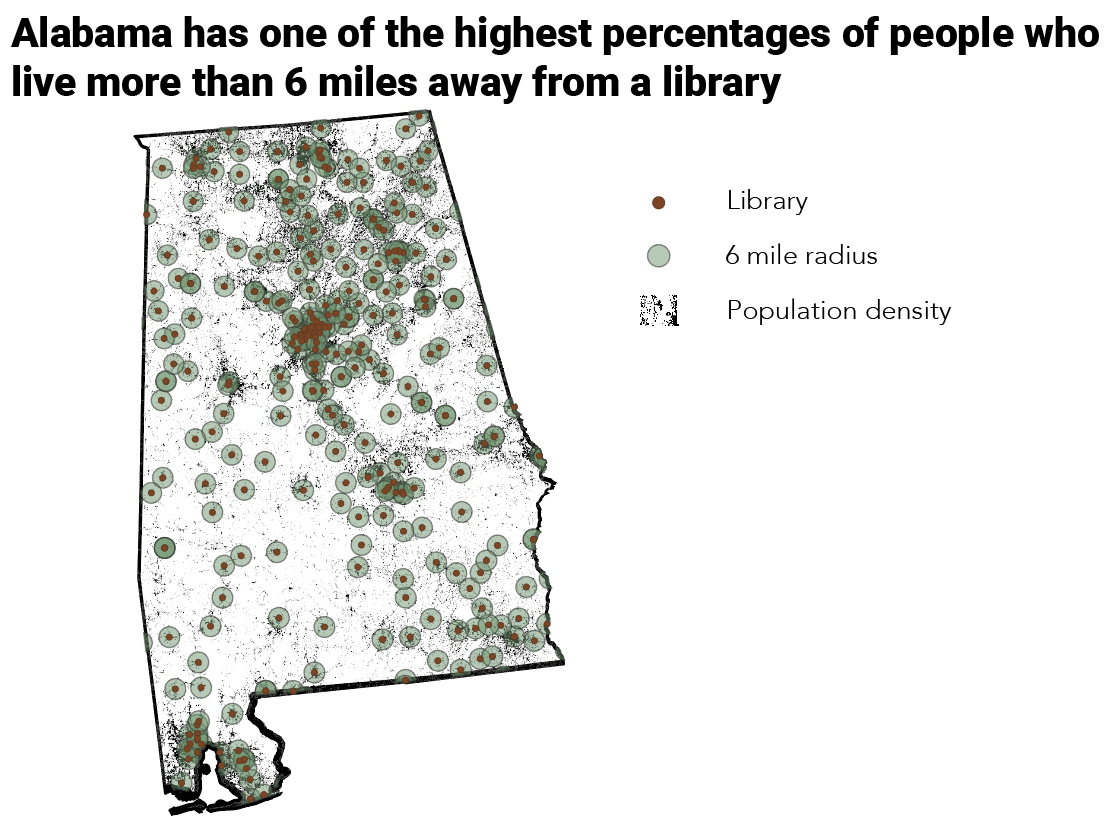 Alabama has one of the highest percentages of people who
live more than 6 miles away from a library
Library
6 mile radius
Population density